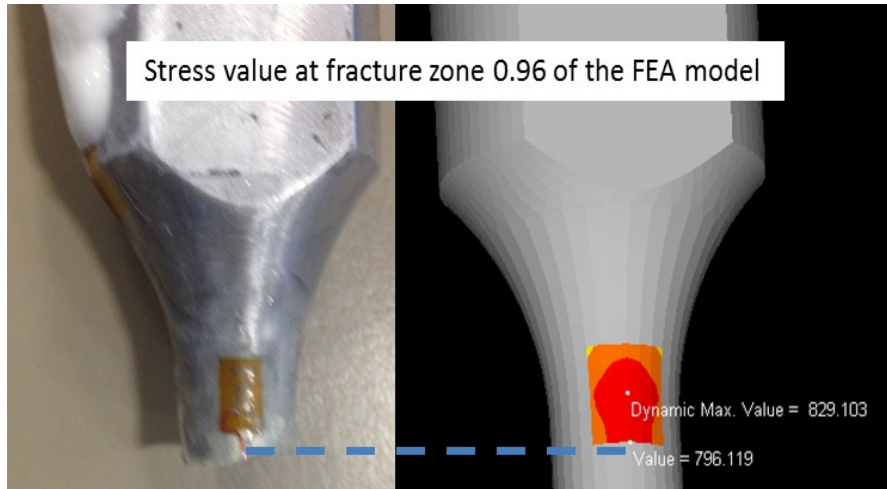 Stress value at fracture zone 0.96 of the FEA model
Dynamic Max. Value = 829.103
Value = 796.119